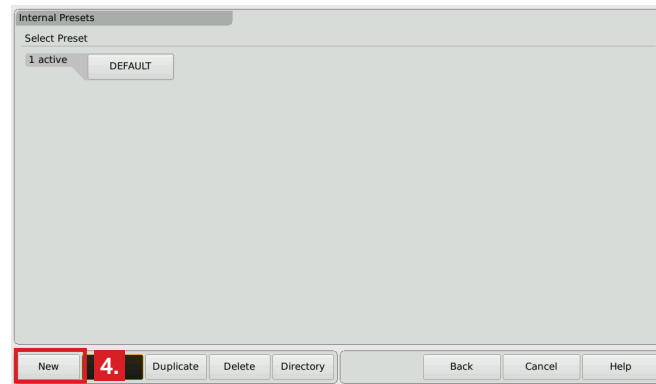 Internal Presets
Select Preset
1 active
DEFAULT
New 4. Duplicate Delete Directory Back Cancel Help